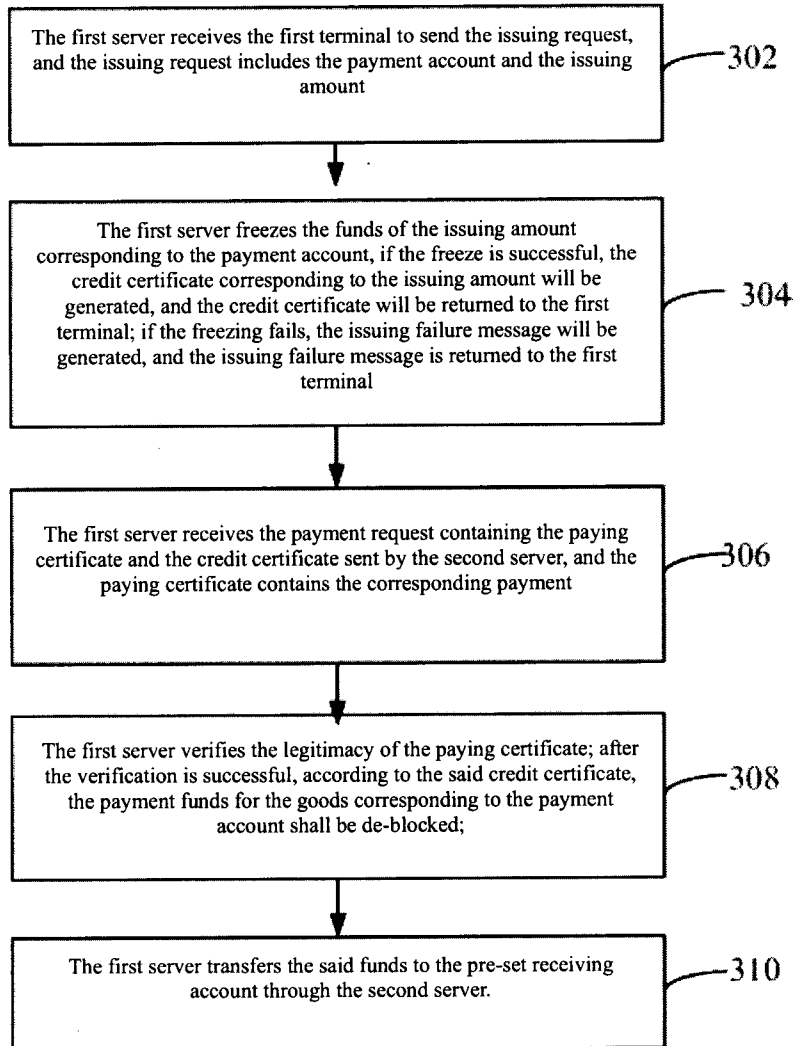 The first server receives the first terminal to send the issuing request,
and the issuing request includes the payment account and the issuing
amount
302
The first server freezes the funds of the issuing amount
corresponding to the payment account, if the freeze is successful, the
credit certificate corresponding to the issuing amount will be
generated, and the credit certificate will be returned to the first
terminal; if the freezing fails, the issuing failure message will be
generated, and the issuing failure message is returned to the first
terminal
304
The first server receives the payment request containing the paying
certificate and the credit certificate sent by the second server, and the
paying certificate contains the corresponding payment
306
The first server verifies the legitimacy of the paying certificate; after
the verification is successful, according to the said credit certificate,
the payment funds for the goods corresponding to the payment
account shall be de-blocked;
308
The first server transfers the said funds to the pre-set receiving
account through the second server.
310